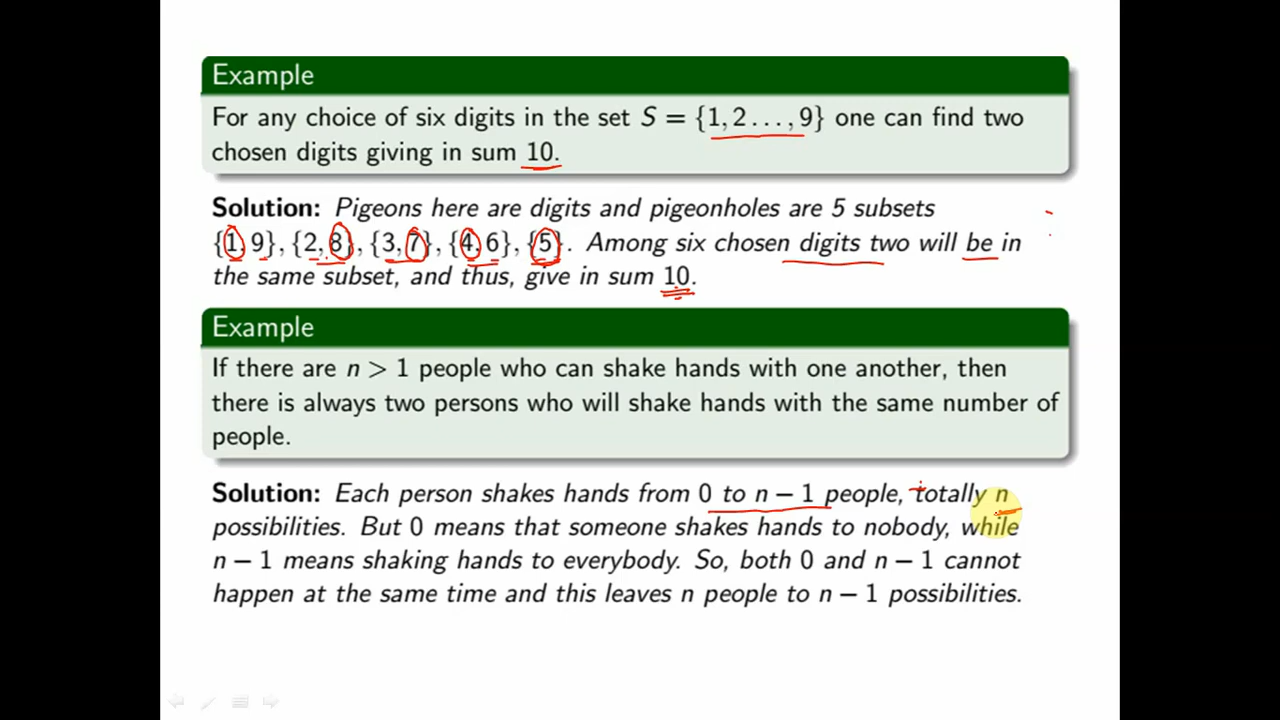 Example
For any choice of six digits in the set S = {1, 2 . . . , 9} one can find two
chosen digits giving in sum 10.
Solution: Pigeons here are digits and pigeonholes are 5 subsets
{1, 9}, {2, 8}, {3, 7}, {4, 6}, {5}. Among six chosen digits two will be in
the same subset, and thus, give in sum 10.
Example
If there are n > 1 people who can shake hands with one another, then
there is always two persons who will shake hands with the same number of
people.
Solution: Each person shakes hands from 0 to n − 1 people, totally n
possibilities. But 0 means that someone shakes hands to nobody, while
n − 1 means shaking hands to everybody. So, both 0 and n − 1 cannot
happen at the same time and this leaves n people to n − 1 possibilities.